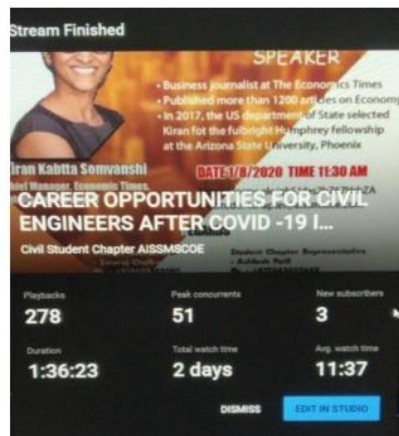 Stream Finished
SPEAKER
• Business journalist at The Economics Times
• Published more than 1200 articles on Economy
• In 2017, the US department of State selected
Kiran fot the fulbright Humphrey fellowship
at the Arizona State University, Phoenix
Kiran Kabtta Somvanshi
Chief Manager, Economic Times,
DATE-1/8/2020 TIME 11:30 AM
CAREER OPPORTUNITIES FOR CIVIL
ENGINEERS AFTER COVID -19 I...
Civil Student Chapter AISSMSCOE
Student Chapter Representative
Playbacks
Peak concurrents
New subscribers
278
51
3
Duration
Total watch time
Avg. watch time
1:36:23
2 days
11:37
DISMISS
EDIT IN STUDIO